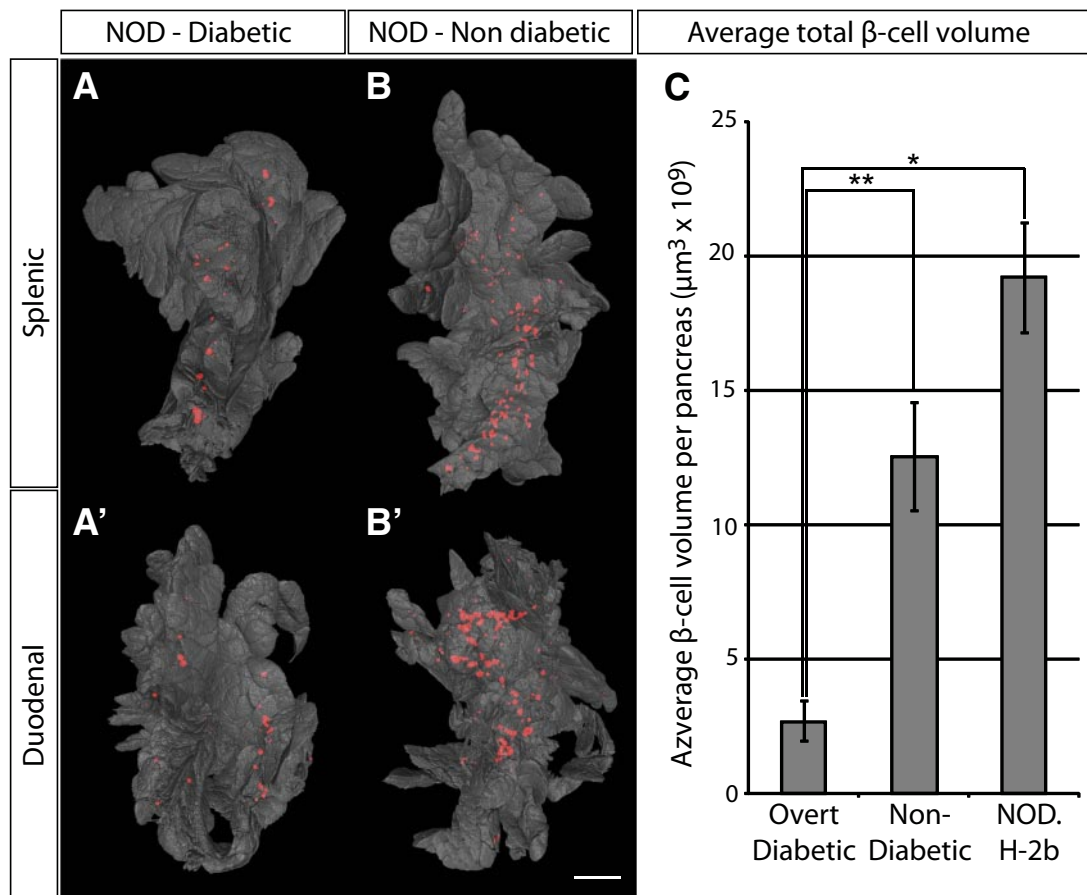 NOD - Diabetic
NOD - Non diabetic
Average total β-cell volume
Splenic
Duodenal
A
B
A'
B'
C
Azverage β-cell volume per pancreas (µm³ x 10⁹)
25
20
15
10
5
0
*
**
Overt
Diabetic
Non-
Diabetic
NOD.
H-2b